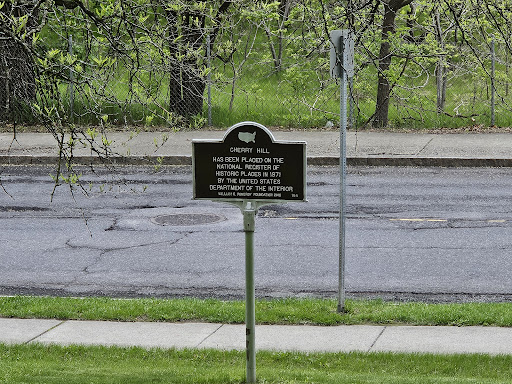 CHERRY HILL
HAS BEEN PLACED ON THE
NATIONAL REGISTER OF
HISTORIC PLACES IN 1971
BY THE UNITED STATES
DEPARTMENT OF THE INTERIOR
WILLIAM G. POMEROY FOUNDATION